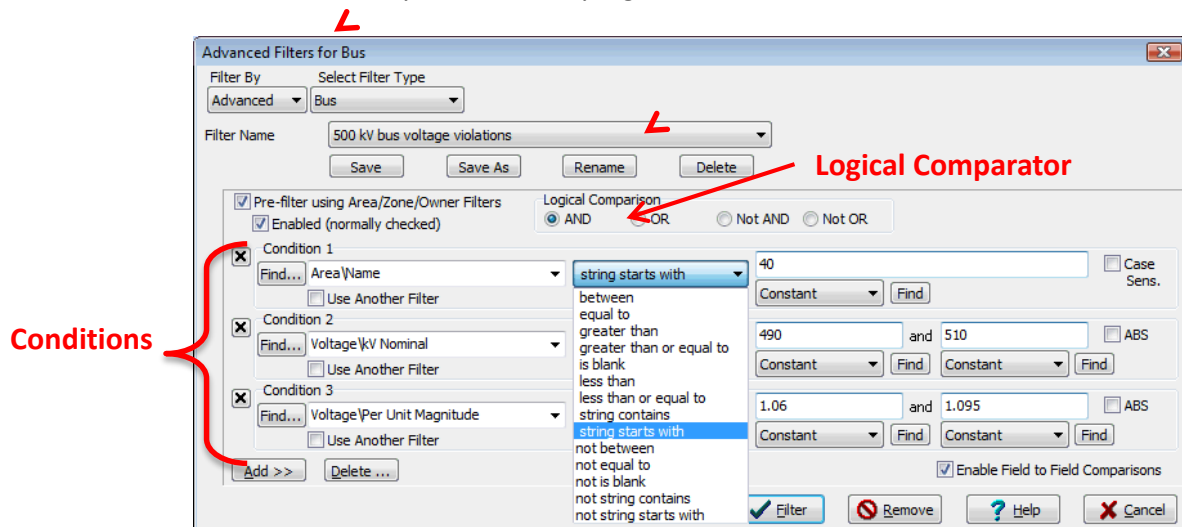 Advanced Filters for Bus
Filter By Select Filter Type
Advanced Bus
Filter Name 500 kV bus voltage violations
Save Save As Rename Delete
Logical Comparator
Pre-filter using Area/Zone/Owner Filters
Enabled (normally checked)
Logical Comparison
AND OR Not AND Not OR
Conditions
Condition 1
Find... Area\Name string starts with 40 Case Sens.
Use Another Filter Constant Find
Condition 2
Find... Voltage\kV Nominal 490 and 510 ABS
Use Another Filter Constant Find Constant Find
Condition 3
Find... Voltage\Per Unit Magnitude 1.06 and 1.095 ABS
Use Another Filter Constant Find Constant Find
between
equal to
greater than
greater than or equal to
is blank
less than
less than or equal to
string contains
string starts with
not between
not equal to
not is blank
not string contains
not string starts with
Add >> Delete ... Enable Field to Field Comparisons
Filter Remove Help Cancel